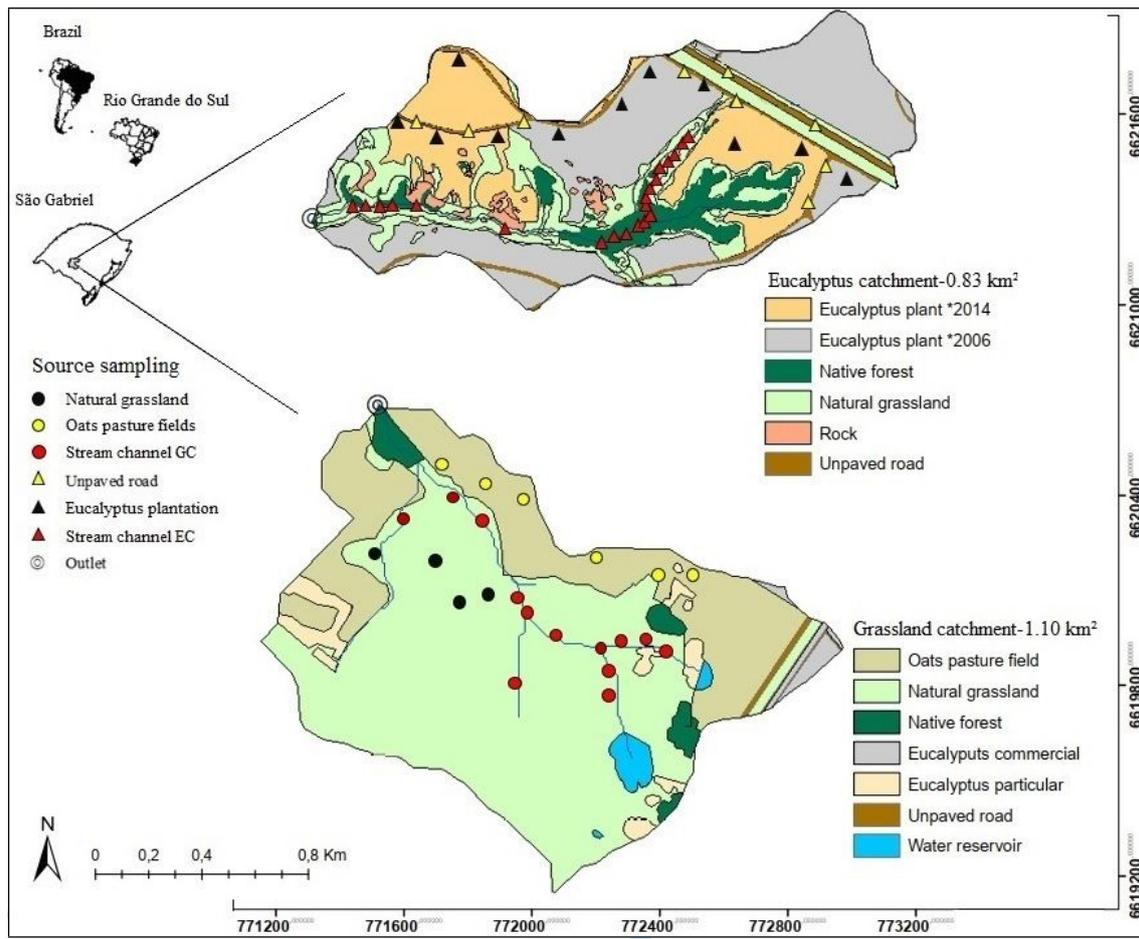 Brazil
Rio Grande do Sul
São Gabriel
Source sampling
Natural grassland
Oats pasture fields
Stream channel GC
Unpaved road
Eucalyptus plantation
Stream channel EC
Outlet
Eucalyptus catchment-0.83 km²
Eucalyptus plant *2014
Eucalyptus plant *2006
Native forest
Natural grassland
Rock
Unpaved road
Grassland catchment-1.10 km²
Oats pasture field
Natural grassland
Native forest
Eucalyputs commercial
Eucalyptus particular
Unpaved road
Water reservoir
N
0 0,2 0,4 0,8 Km
771200 771600 772000 772400 772800 773200
6621600
6621000
6620400
6619800
6619200